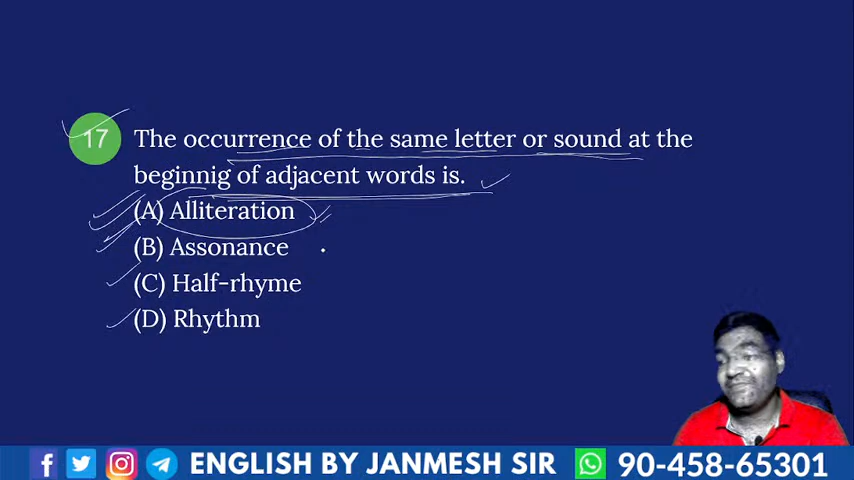 17 The occurrence of the same letter or sound at the
beginnig of adjacent words is.
(A) Alliteration
(B) Assonance
(C) Half-rhyme
(D) Rhythm
ENGLISH BY JANMESH SIR 90-458-65301